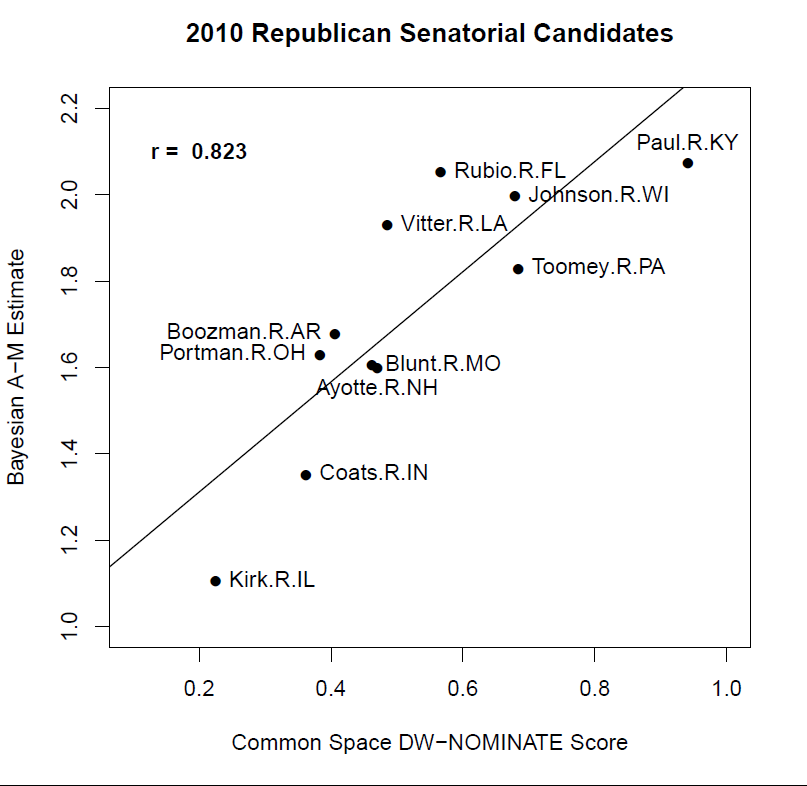 2010 Republican Senatorial Candidates
2.2
2.0
1.8
1.6
1.4
1.2
1.0
Bayesian A−M Estimate
r = 0.823
Paul.R.KY
Rubio.R.FL
Johnson.R.WI
Vitter.R.LA
Toomey.R.PA
Boozman.R.AR
Portman.R.OH
Blunt.R.MO
Ayotte.R.NH
Coats.R.IN
Kirk.R.IL
0.2 0.4 0.6 0.8 1.0
Common Space DW−NOMINATE Score